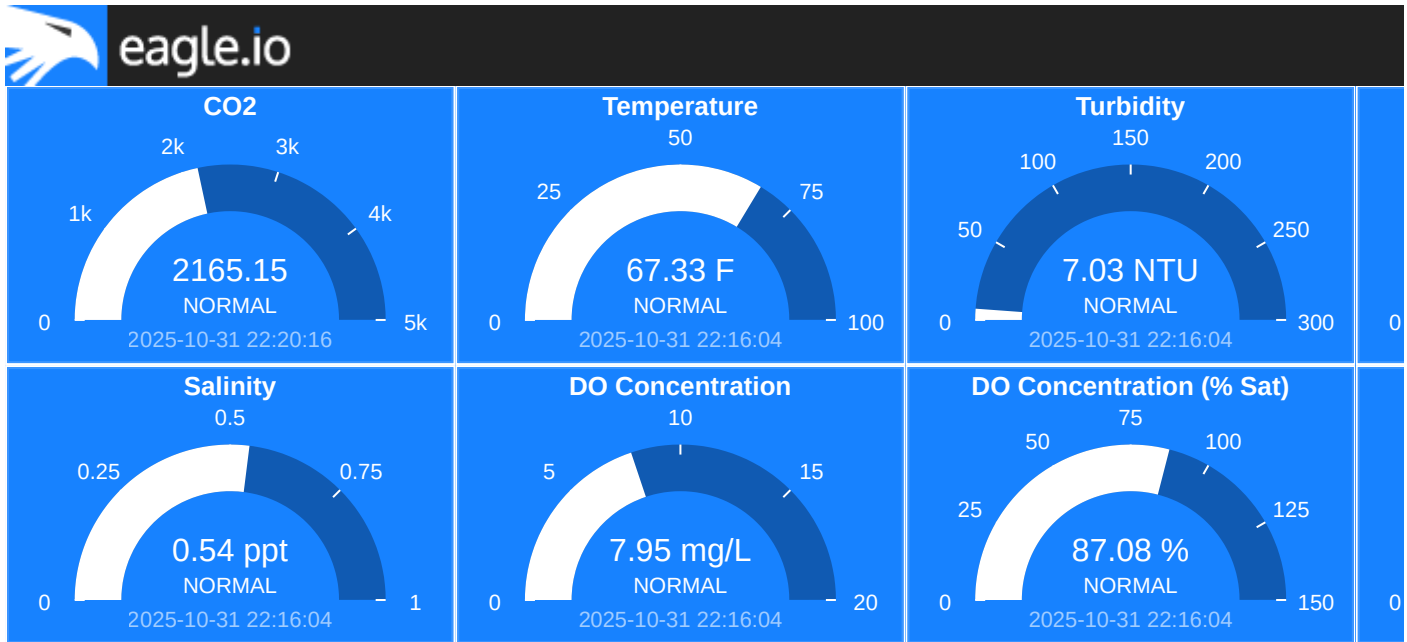 eagle.io
CO2
2k
3k
1k
4k
2165.15
NORMAL
0
5k
2025-10-31 22:20:16
Temperature
50
25
75
67.33 F
NORMAL
0
100
2025-10-31 22:16:04
Turbidity
150
100
200
50
250
7.03 NTU
NORMAL
0
300
2025-10-31 22:16:04
0
Salinity
0.5
0.25
0.75
0.54 ppt
NORMAL
0
1
2025-10-31 22:16:04
DO Concentration
10
5
15
7.95 mg/L
NORMAL
0
20
2025-10-31 22:16:04
DO Concentration (% Sat)
75
50
100
25
125
87.08 %
NORMAL
0
150
2025-10-31 22:16:04
0